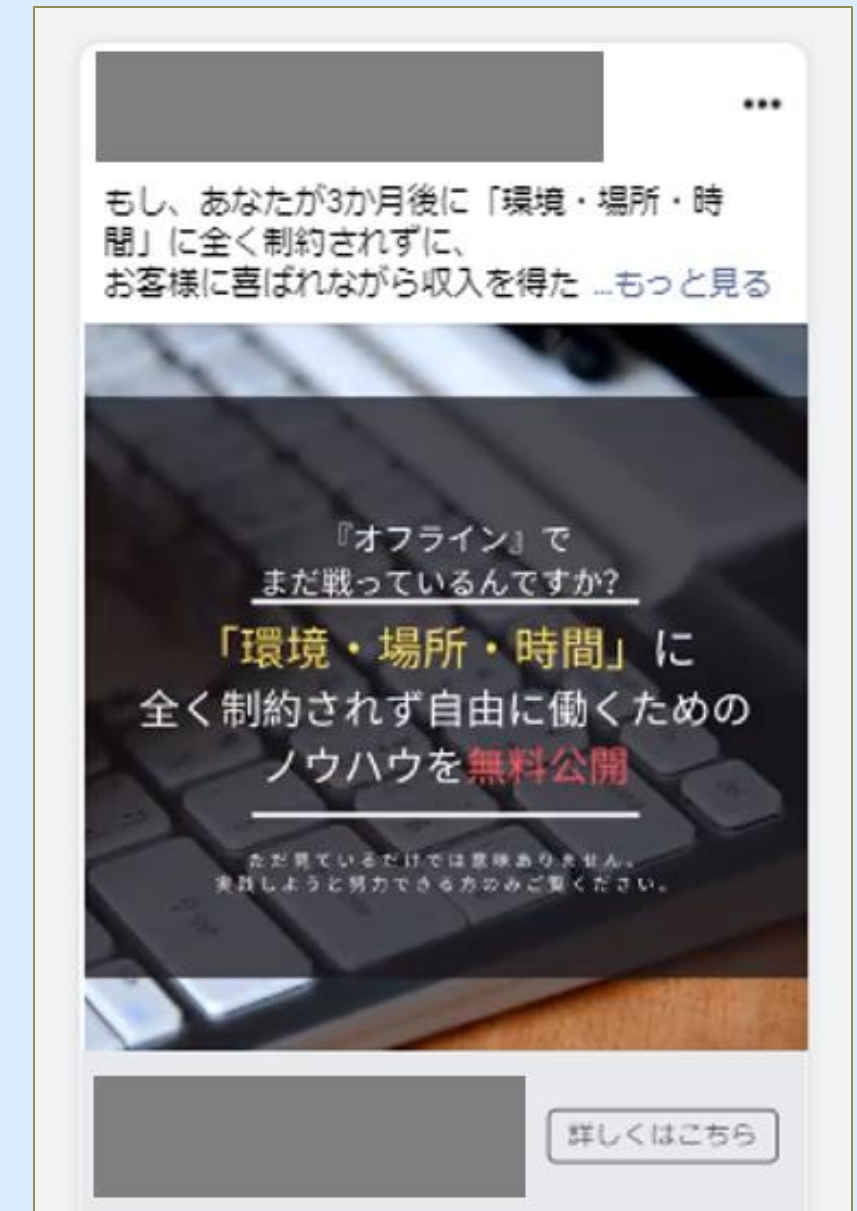 もし、あなたが3か月後に「環境・場所・時
間」に全く制約されずに、
お客様に喜ばれながら収入を得た ...もっと見る
『オフライン』で
まだ戦っているんですか?
「環境・場所・時間」に
全く制約されず自由に働くための
ノウハウを無料公開
ただ見ているだけでは意味ありません。
実践しようと努力できる方のみご覧ください。
詳しくはこちら